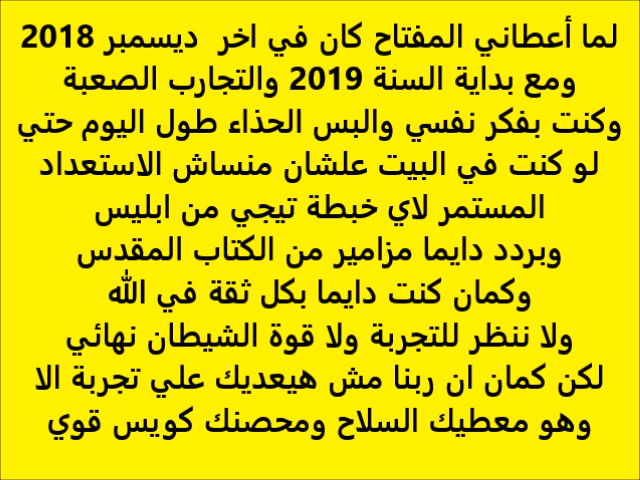 لما أعطاني المفتاح كان في اخر ديسمبر 2018
ومع بداية السنة 2019 والتجارب الصعبة
وكنت بفكر نفسي والبس الحذاء طول اليوم حتي
لو كنت في البيت علشان منساش الاستعداد
المستمر لاي خبطة تيجي من ابليس
وبردد دايما مزامير من الكتاب المقدس
وكمان كنت دايما بكل ثقة في الله
ولا ننظر للتجربة ولا قوة الشيطان نهائي
لكن كمان ان ربنا مش هيعديك علي تجربة الا
وهو معطيك السلاح ومحصنك كويس قوي